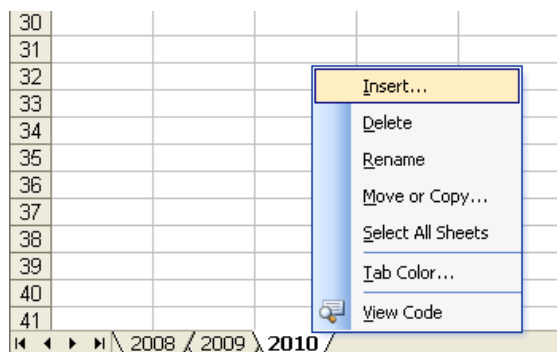 30
31
32
33
34
35
36
37
38
39
40
41
Insert...
Delete
Rename
Move or Copy...
Select All Sheets
Tab Color...
View Code
2008 2009 2010